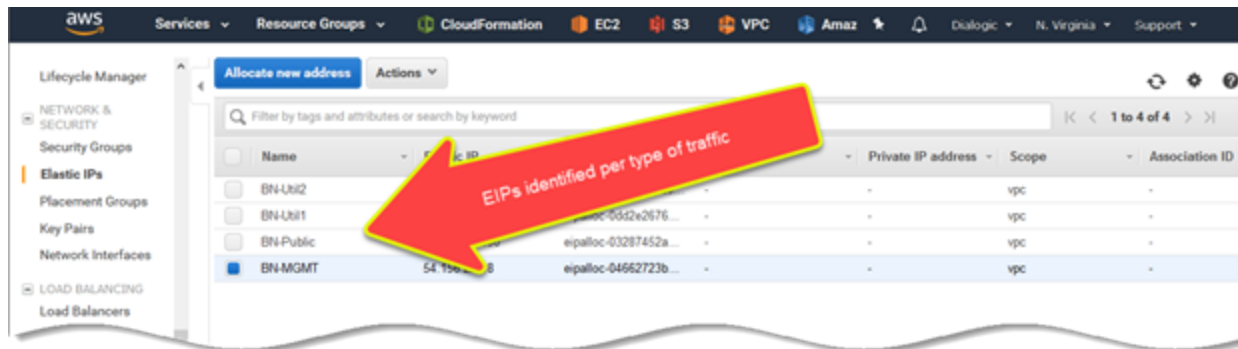 aws Services Resource Groups CloudFormation EC2 S3 VPC Amaz Dialogic N. Virginia Support
Lifecycle Manager
NETWORK &
SECURITY
Security Groups
Elastic IPs
Placement Groups
Key Pairs
Network Interfaces
LOAD BALANCING
Load Balancers
Allocate new address Actions
Filter by tags and attributes or search by keyword 1 to 4 of 4
Name Private IP address Scope Association ID
BN-Util2 - - vpc -
BN-Util1 - - vpc -
BN-Public eipalloc-03287452a... - - vpc -
BN-MGMT eipalloc-04662723b... - - vpc -
EIPs identified per type of traffic